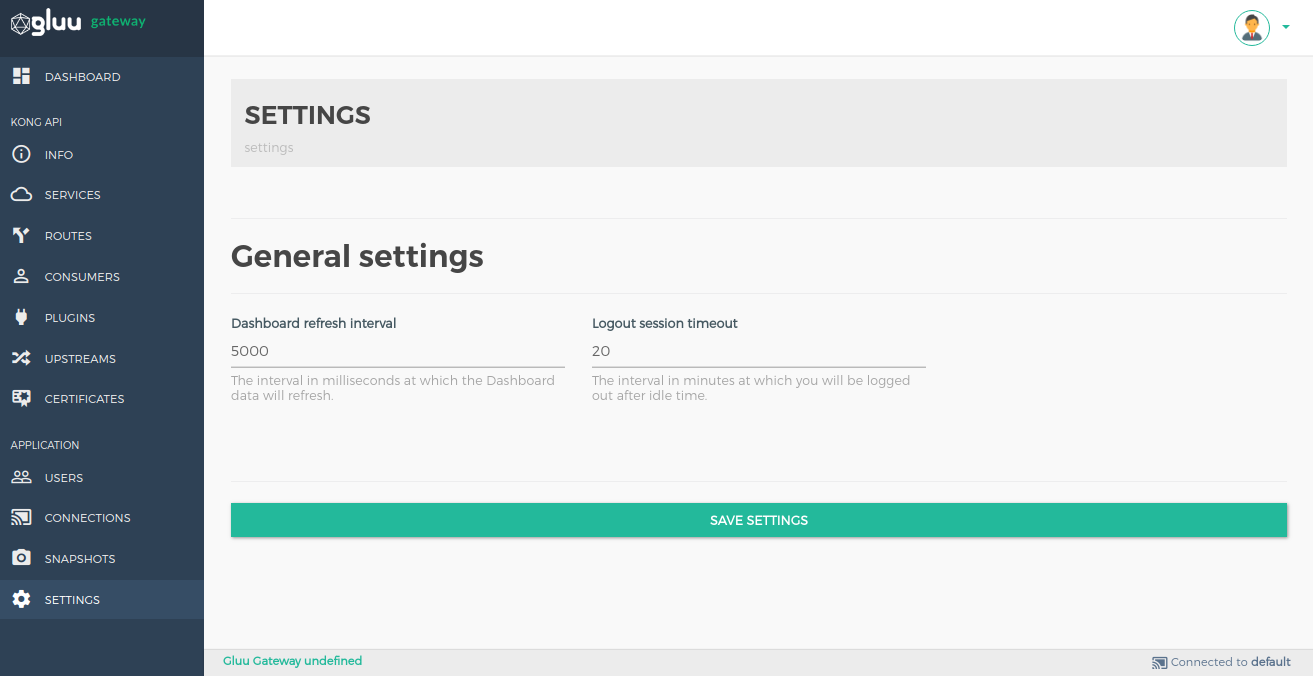 gluu gateway
DASHBOARD
KONG API
INFO
SERVICES
ROUTES
CONSUMERS
PLUGINS
UPSTREAMS
CERTIFICATES
APPLICATION
USERS
CONNECTIONS
SNAPSHOTS
SETTINGS
SETTINGS
settings
General settings
Dashboard refresh interval
5000
The interval in milliseconds at which the Dashboard
data will refresh.
Logout session timeout
20
The interval in minutes at which you will be logged
out after idle time.
SAVE SETTINGS
Gluu Gateway undefined
Connected to default